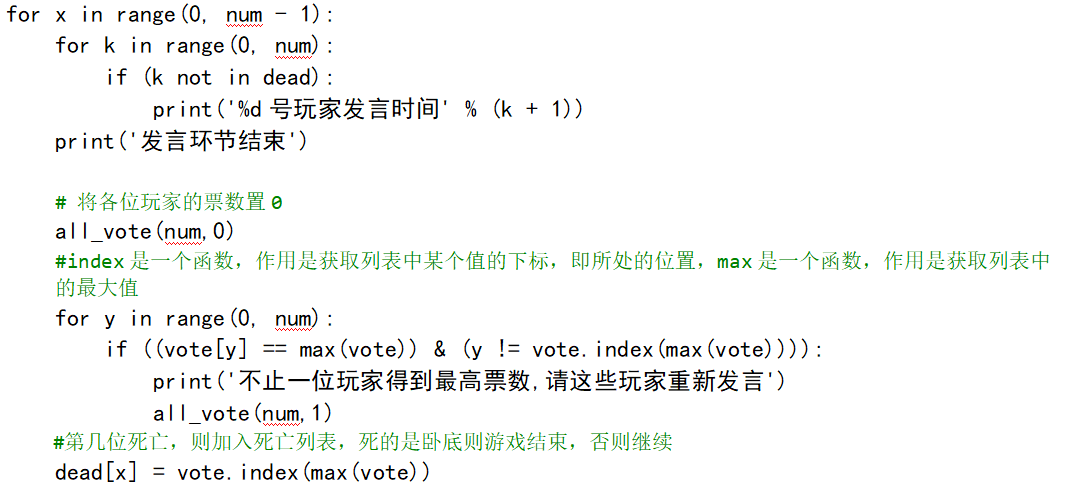 for x in range(0, num - 1):
    for k in range(0, num):
        if (k not in dead):
            print('%d 号玩家发言时间' % (k + 1))
    print('发言环节结束')
    # 将各位玩家的票数置 0
    all_vote(num,0)
    #index 是一个函数，作用是获取列表中某个值的下标，即所处的位置，max 是一个函数，作用是获取列表中
    的最大值
    for y in range(0, num):
        if ((vote[y] == max(vote)) & (y != vote.index(max(vote)))):
            print('不止一位玩家得到最高票数,请这些玩家重新发言')
            all_vote(num,1)
    #第几位死亡，则加入死亡列表，死的是卧底则游戏结束，否则继续
    dead[x] = vote.index(max(vote))